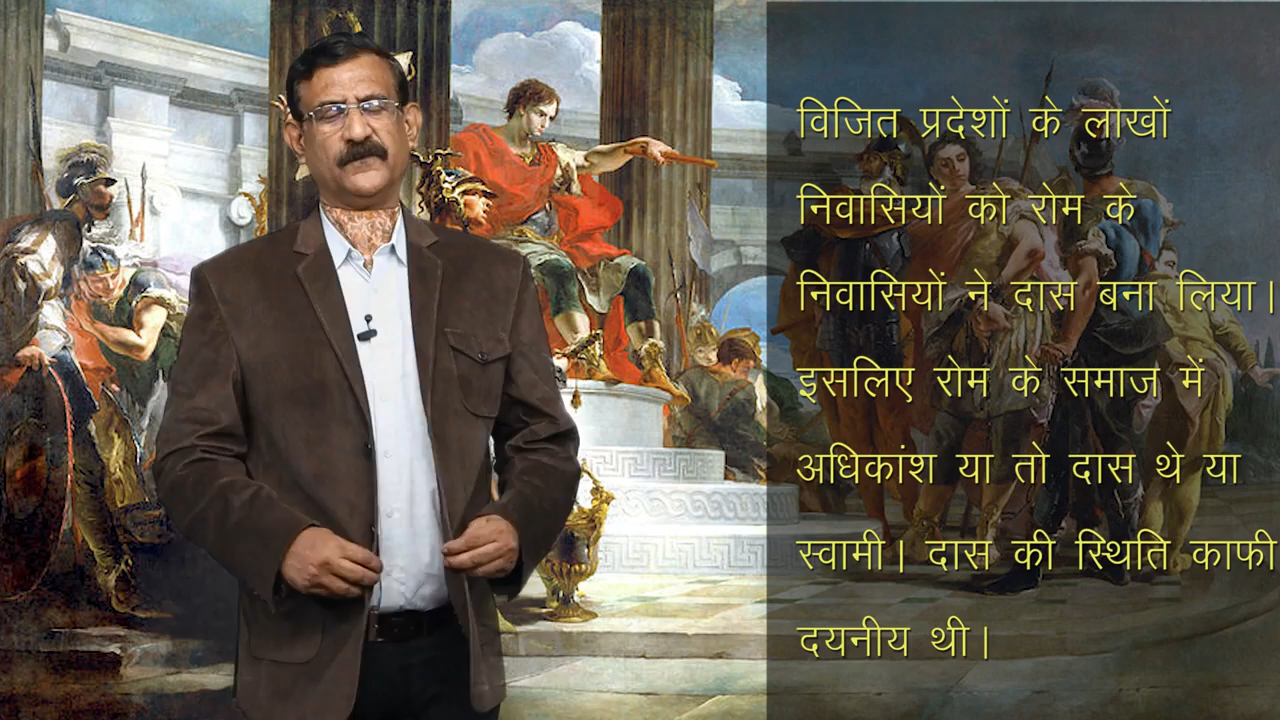 विजित प्रदेशों के लाखों
निवासियों को रोम के
निवासियों ने दास बना लिया।
इसलिए रोम के समाज में
अधिकांश या तो दास थे या
स्वामी। दास की स्थिति काफी
दयनीय थी।